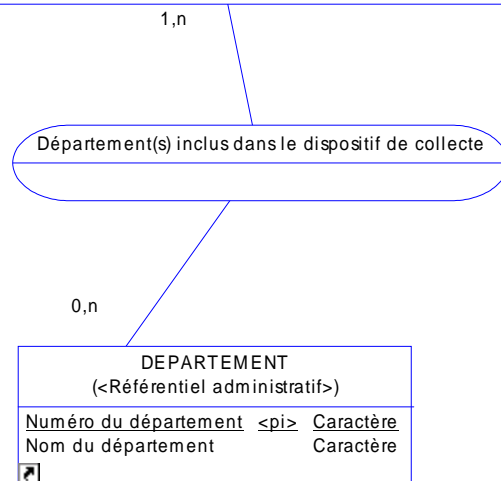 1,n
Département(s) inclus dans le dispositif de collecte
0,n
DEPARTEMENT
(<Référentiel administratif>)
Numéro du département <pi> Caractère
Nom du département Caractère